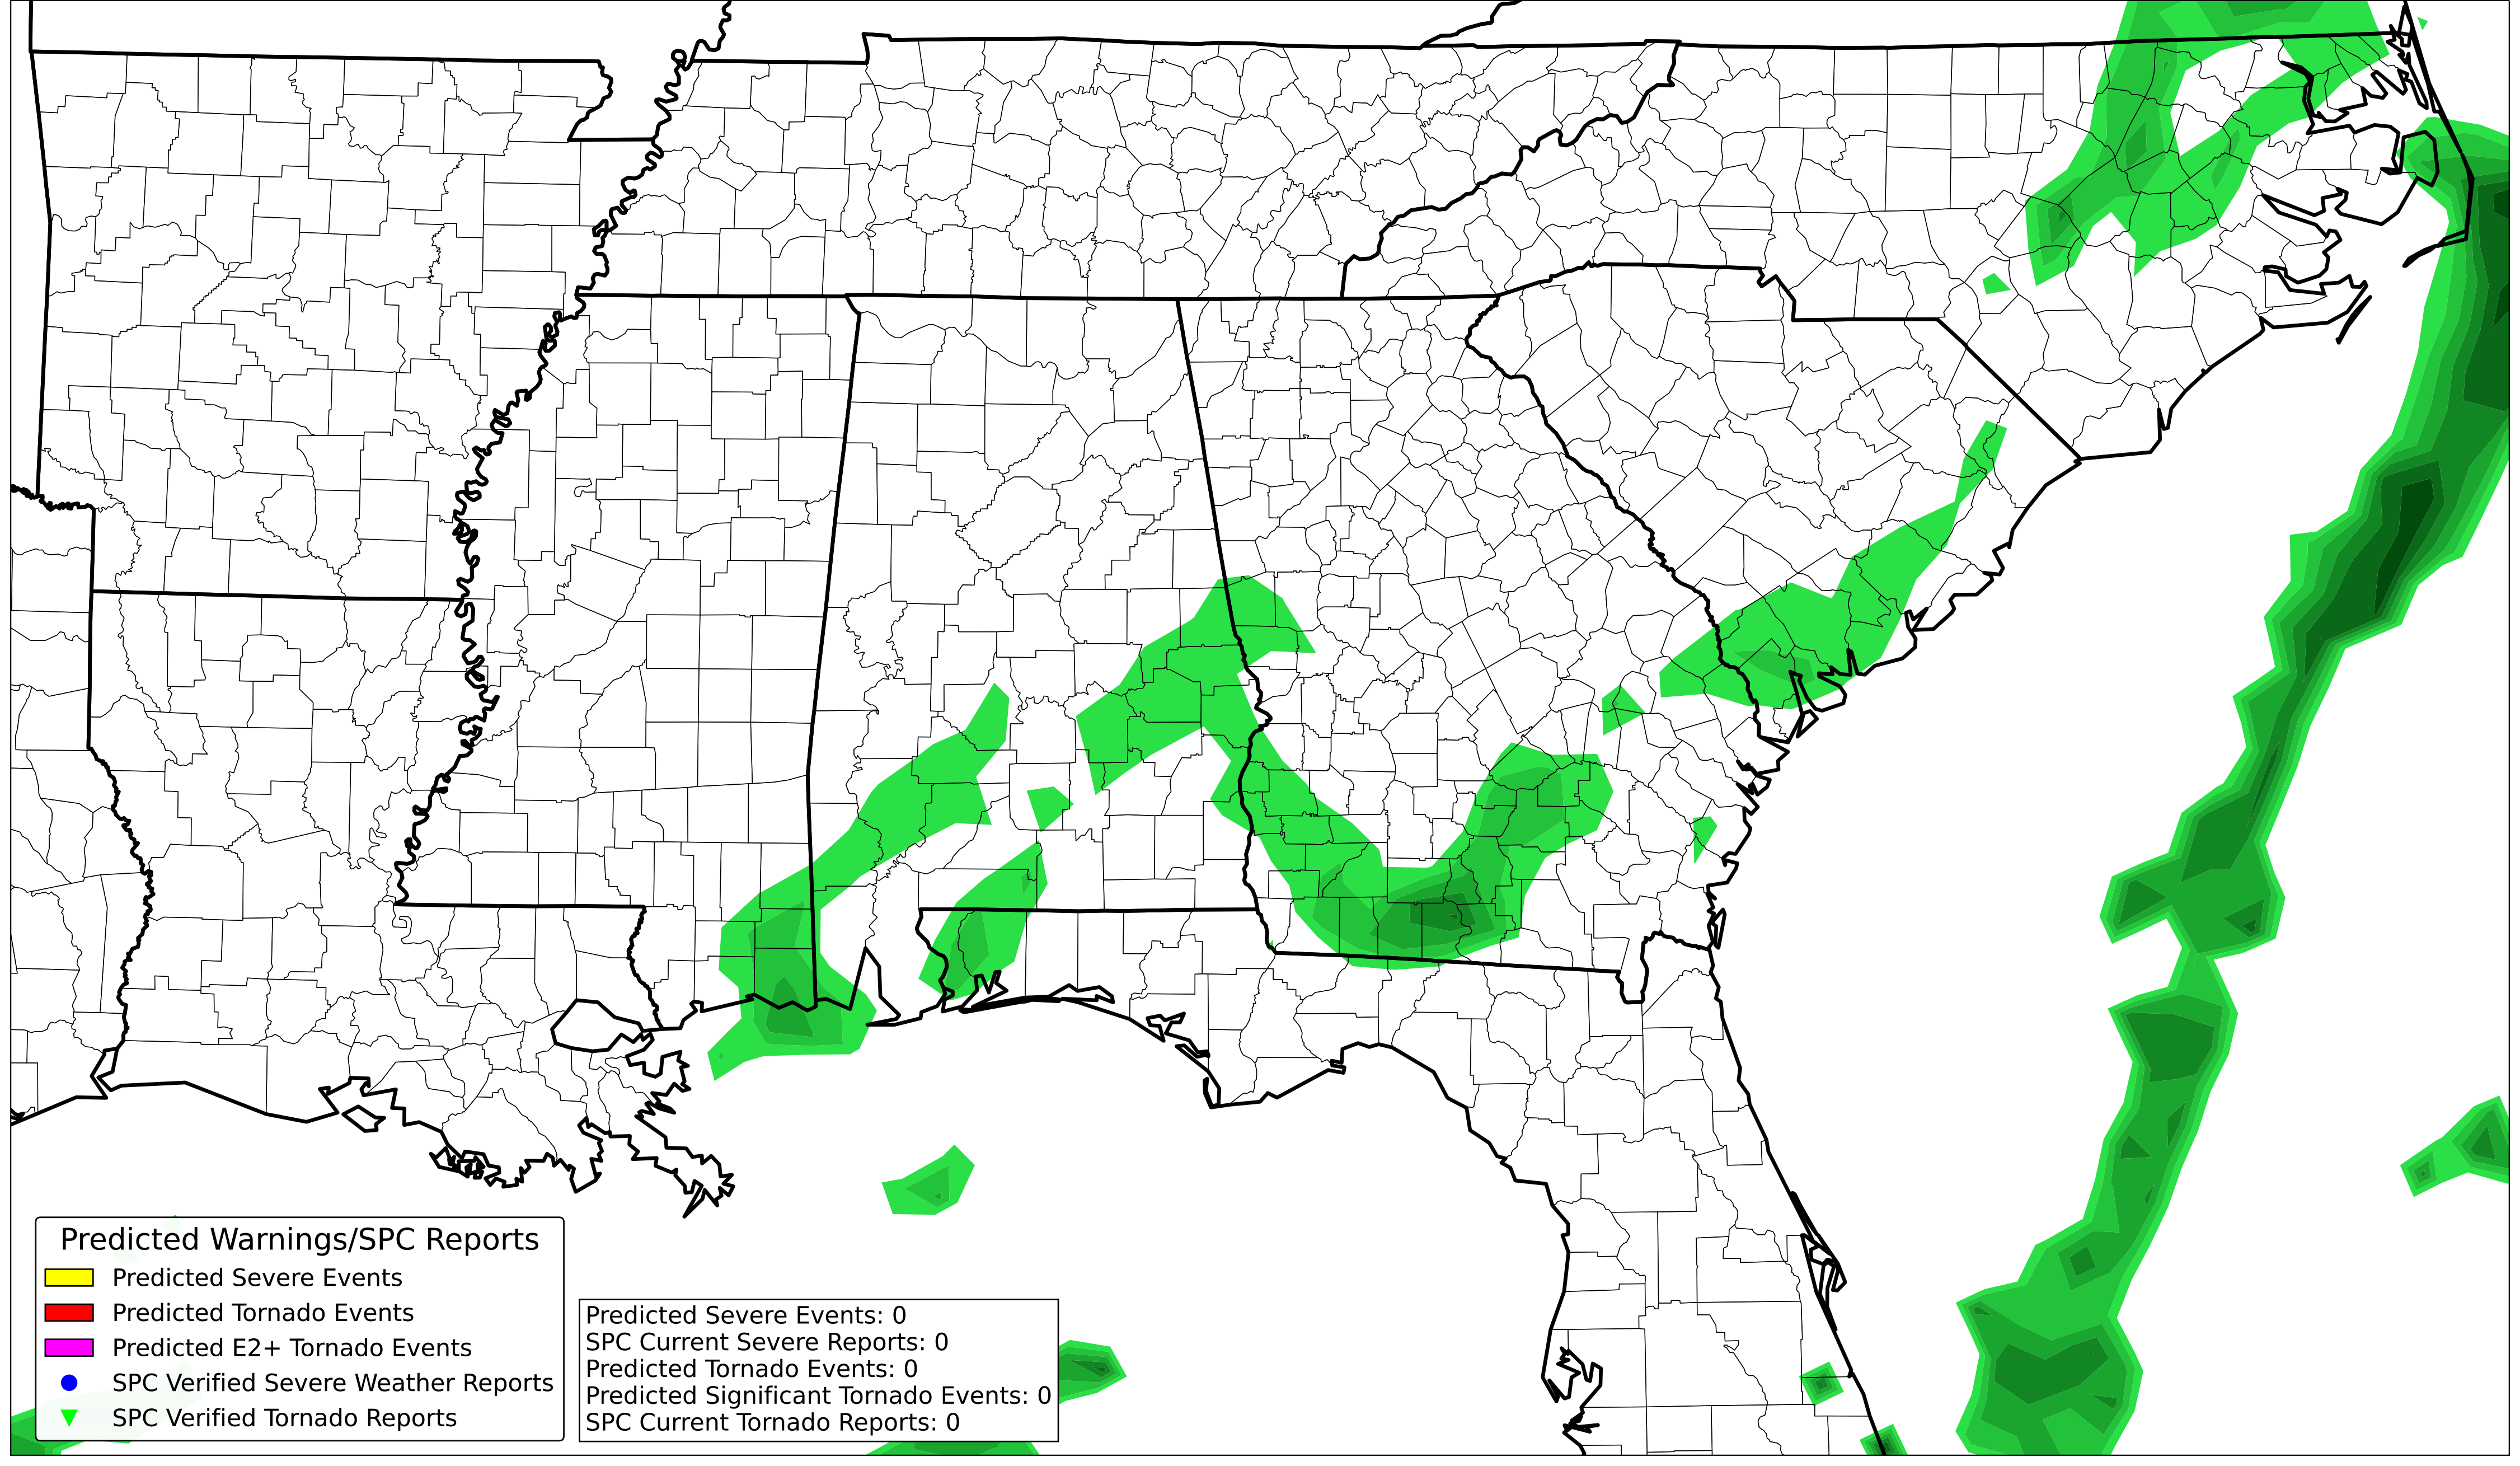 Predicted Warnings/SPC Reports
Predicted Severe Events
Predicted Tornado Events
Predicted E2+ Tornado Events
SPC Verified Severe Weather Reports
SPC Verified Tornado Reports
Predicted Severe Events: 0
SPC Current Severe Reports: 0
Predicted Tornado Events: 0
Predicted Significant Tornado Events: 0
SPC Current Tornado Reports: 0